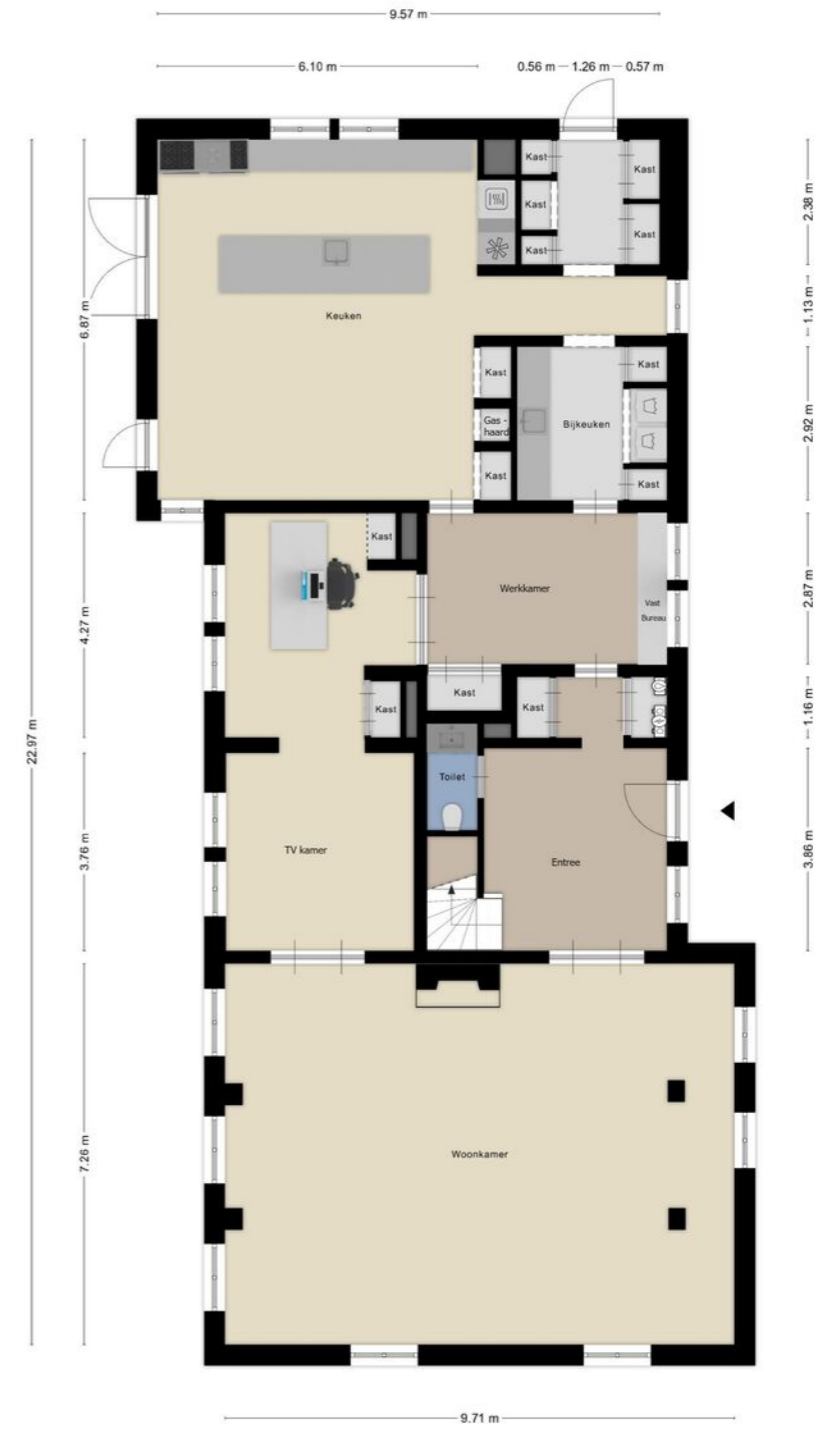 9.57 m
6.10 m
0.56 m
1.26 m
0.57 m
Kast
Kast
Kast
Kast
Kast
2.38 m
Keuken
6.87 m
1.13 m
Kast
Kast
Gas -
haard
Bijkeuken
2.92 m
Kast
Kast
Kast
Werkkamer
2.87 m
Vast
Bureau
4.27 m
Kast
Kast
Kast
1.16 m
22.97 m
Toilet
TV kamer
3.76 m
Entree
3.86 m
Woonkamer
7.26 m
9.71 m